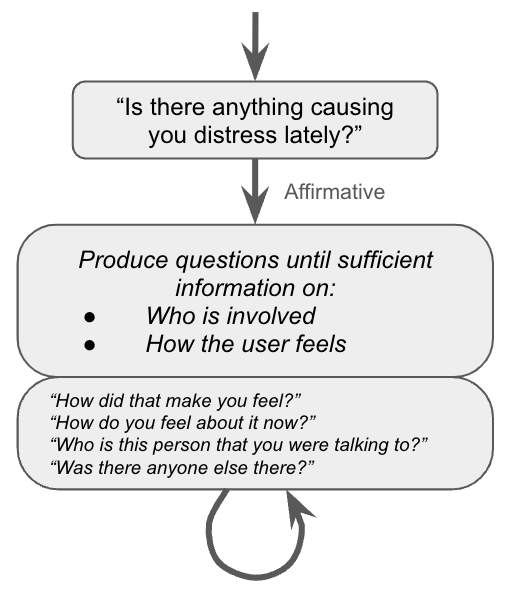 “Is there anything causing
you distress lately?”
Affirmative
Produce questions until sufficient
information on:
● Who is involved
● How the user feels
“How did that make you feel?”
“How do you feel about it now?”
“Who is this person that you were talking to?”
“Was there anyone else there?”